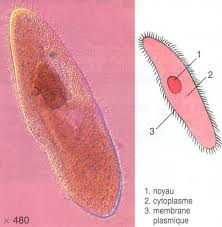 1
2
3
× 480
1. noyau
2. cytoplasme
3. membrane
plasmique